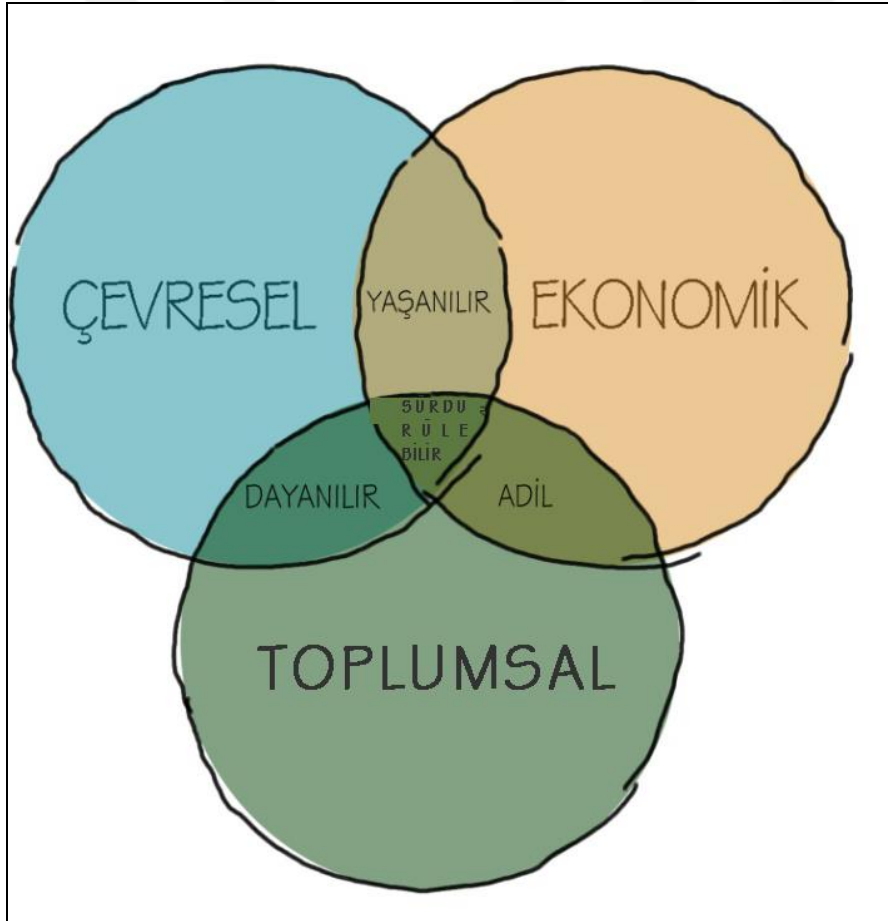 ÇEVRESEL
YAŞANILIR
EKONOMİK
SÜRDÜ
RÜLE
BİLİR
DAYANILIR
ADİL
TOPLUMSAL